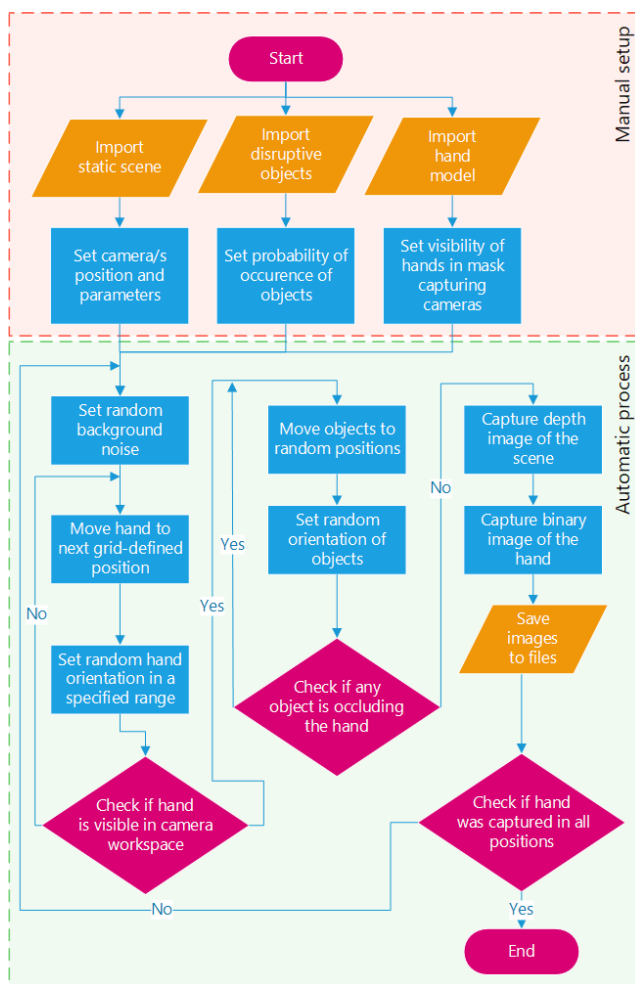 Manual setup
Start
Import
static scene
Import
disruptive
objects
Import
hand
model
Set camera/s
position and
parameters
Set probability of
occurence of
objects
Set visibility of
hands in mask
capturing
cameras
Automatic process
Set random
background
noise
Move hand to
next grid-defined
position
No
Set random hand
orientation in a
specified range
Check if hand
is visible in camera
workspace
Yes
Move objects to
random positions
Set random
orientation of
objects
Yes
Check if any
object is occluding
the hand
No
Capture depth
image of the
scene
Capture binary
image of the
hand
Save
images
to files
Check if hand
was captured in all
positions
No
Yes
End